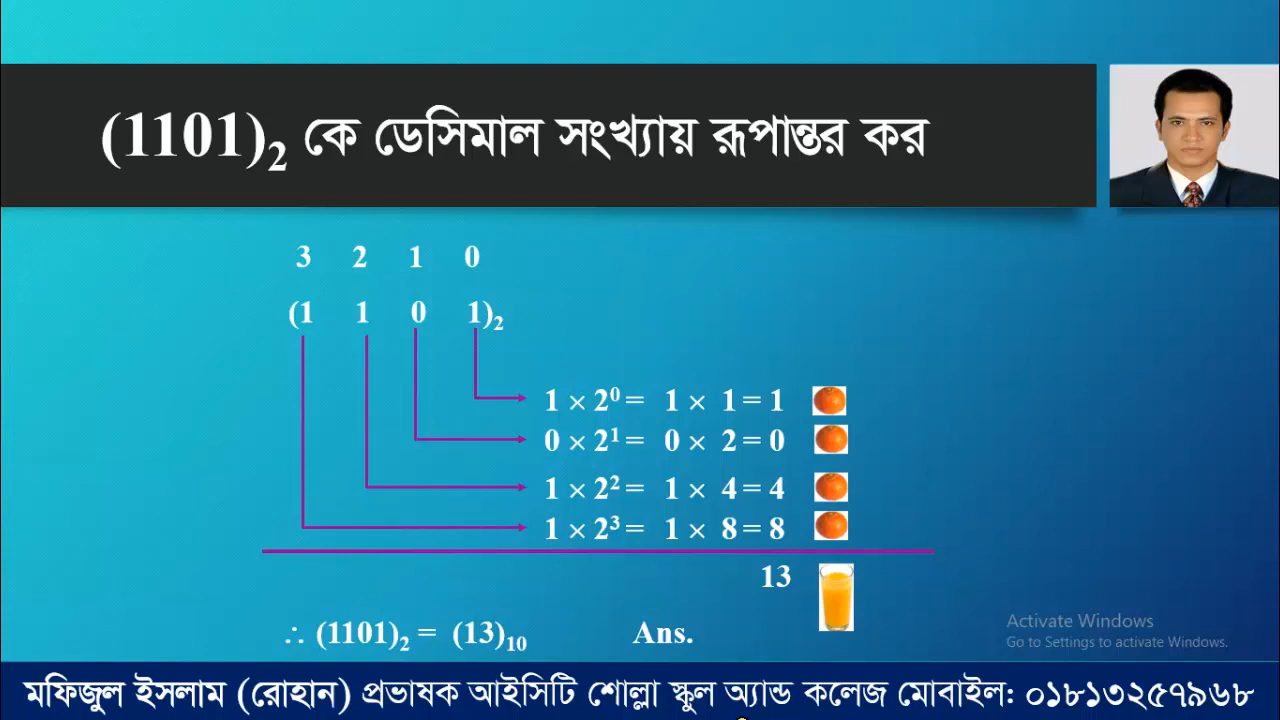 (1101)₂ কে ডেসিমাল সংখ্যায় রূপান্তর কর
3 2 1 0
(1 1 0 1)₂
1 × 2⁰ = 1 × 1 = 1
0 × 2¹ = 0 × 2 = 0
1 × 2² = 1 × 4 = 4
1 × 2³ = 1 × 8 = 8
13
∴ (1101)₂ = (13)₁₀ Ans.
Activate Windows
Go to Settings to activate Windows.
মফিজুল ইসলাম (রোহান) প্রভাষক আইসিটি শোল্লা স্কুল অ্যান্ড কলেজ মোবাইল: ০১৮১৩২৫৭৯৬৮